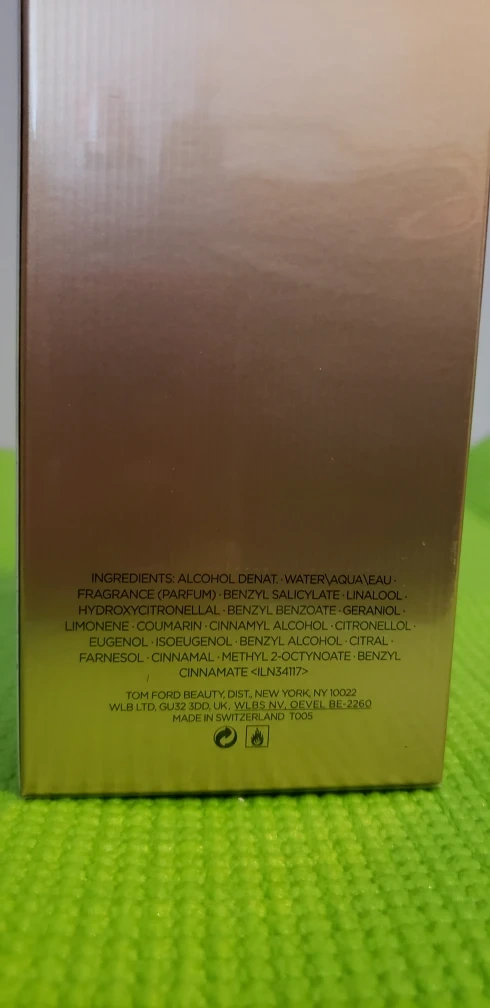 INGREDIENTS: ALCOHOL DENAT. · WATER\AQUA\EAU ·
FRAGRANCE (PARFUM) · BENZYL SALICYLATE · LINALOOL ·
HYDROXYCITRONELLAL · BENZYL BENZOATE · GERANIOL ·
LIMONENE · COUMARIN · CINNAMYL ALCOHOL · CITRONELLOL ·
EUGENOL · ISOEUGENOL · BENZYL ALCOHOL · CITRAL ·
FARNESOL · CINNAMAL · METHYL 2-OCTYNOATE · BENZYL
CINNAMATE <ILN34117>
TOM FORD BEAUTY, DIST., NEW YORK, NY 10022
WLB LTD, GU32 3DD, UK, WLBS NV, OEVEL BE-2260
MADE IN SWITZERLAND T005